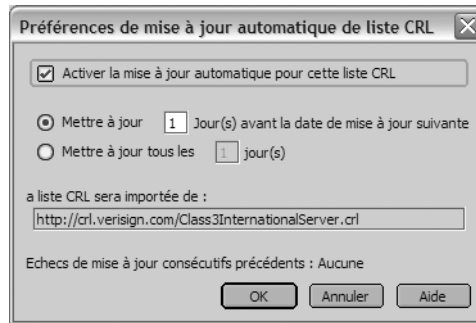 Préférences de mise à jour automatique de liste CRL
Activer la mise à jour automatique pour cette liste CRL
Mettre à jour 1 Jour(s) avant la date de mise à jour suivante
Mettre à jour tous les 1 jour(s)
a liste CRL sera importée de :
http://crl.verisign.com/Class3InternationalServer.crl
Echecs de mise à jour consécutifs précédents : Aucune
OK Annuler Aide